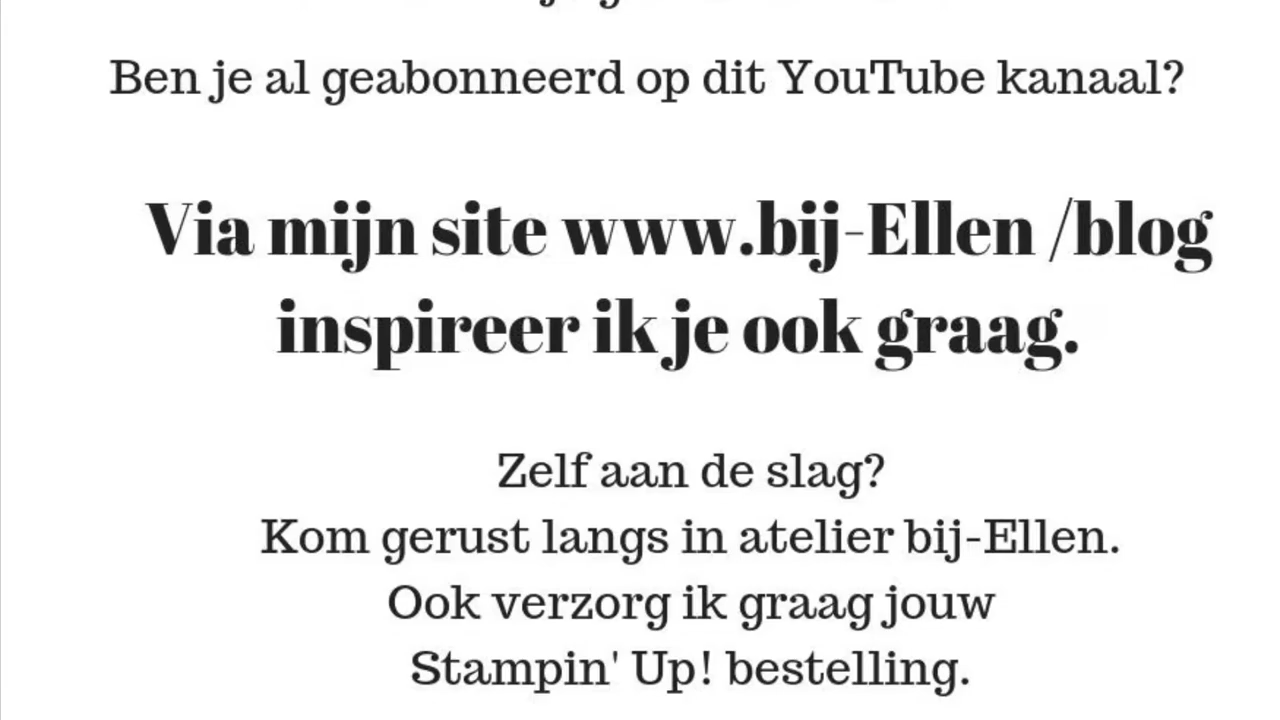 Ben je al geabonneerd op dit YouTube kanaal?
Via mijn site www.bij-Ellen /blog
inspireer ik je ook graag.
Zelf aan de slag?
Kom gerust langs in atelier bij-Ellen.
Ook verzorg ik graag jouw
Stampin' Up! bestelling.